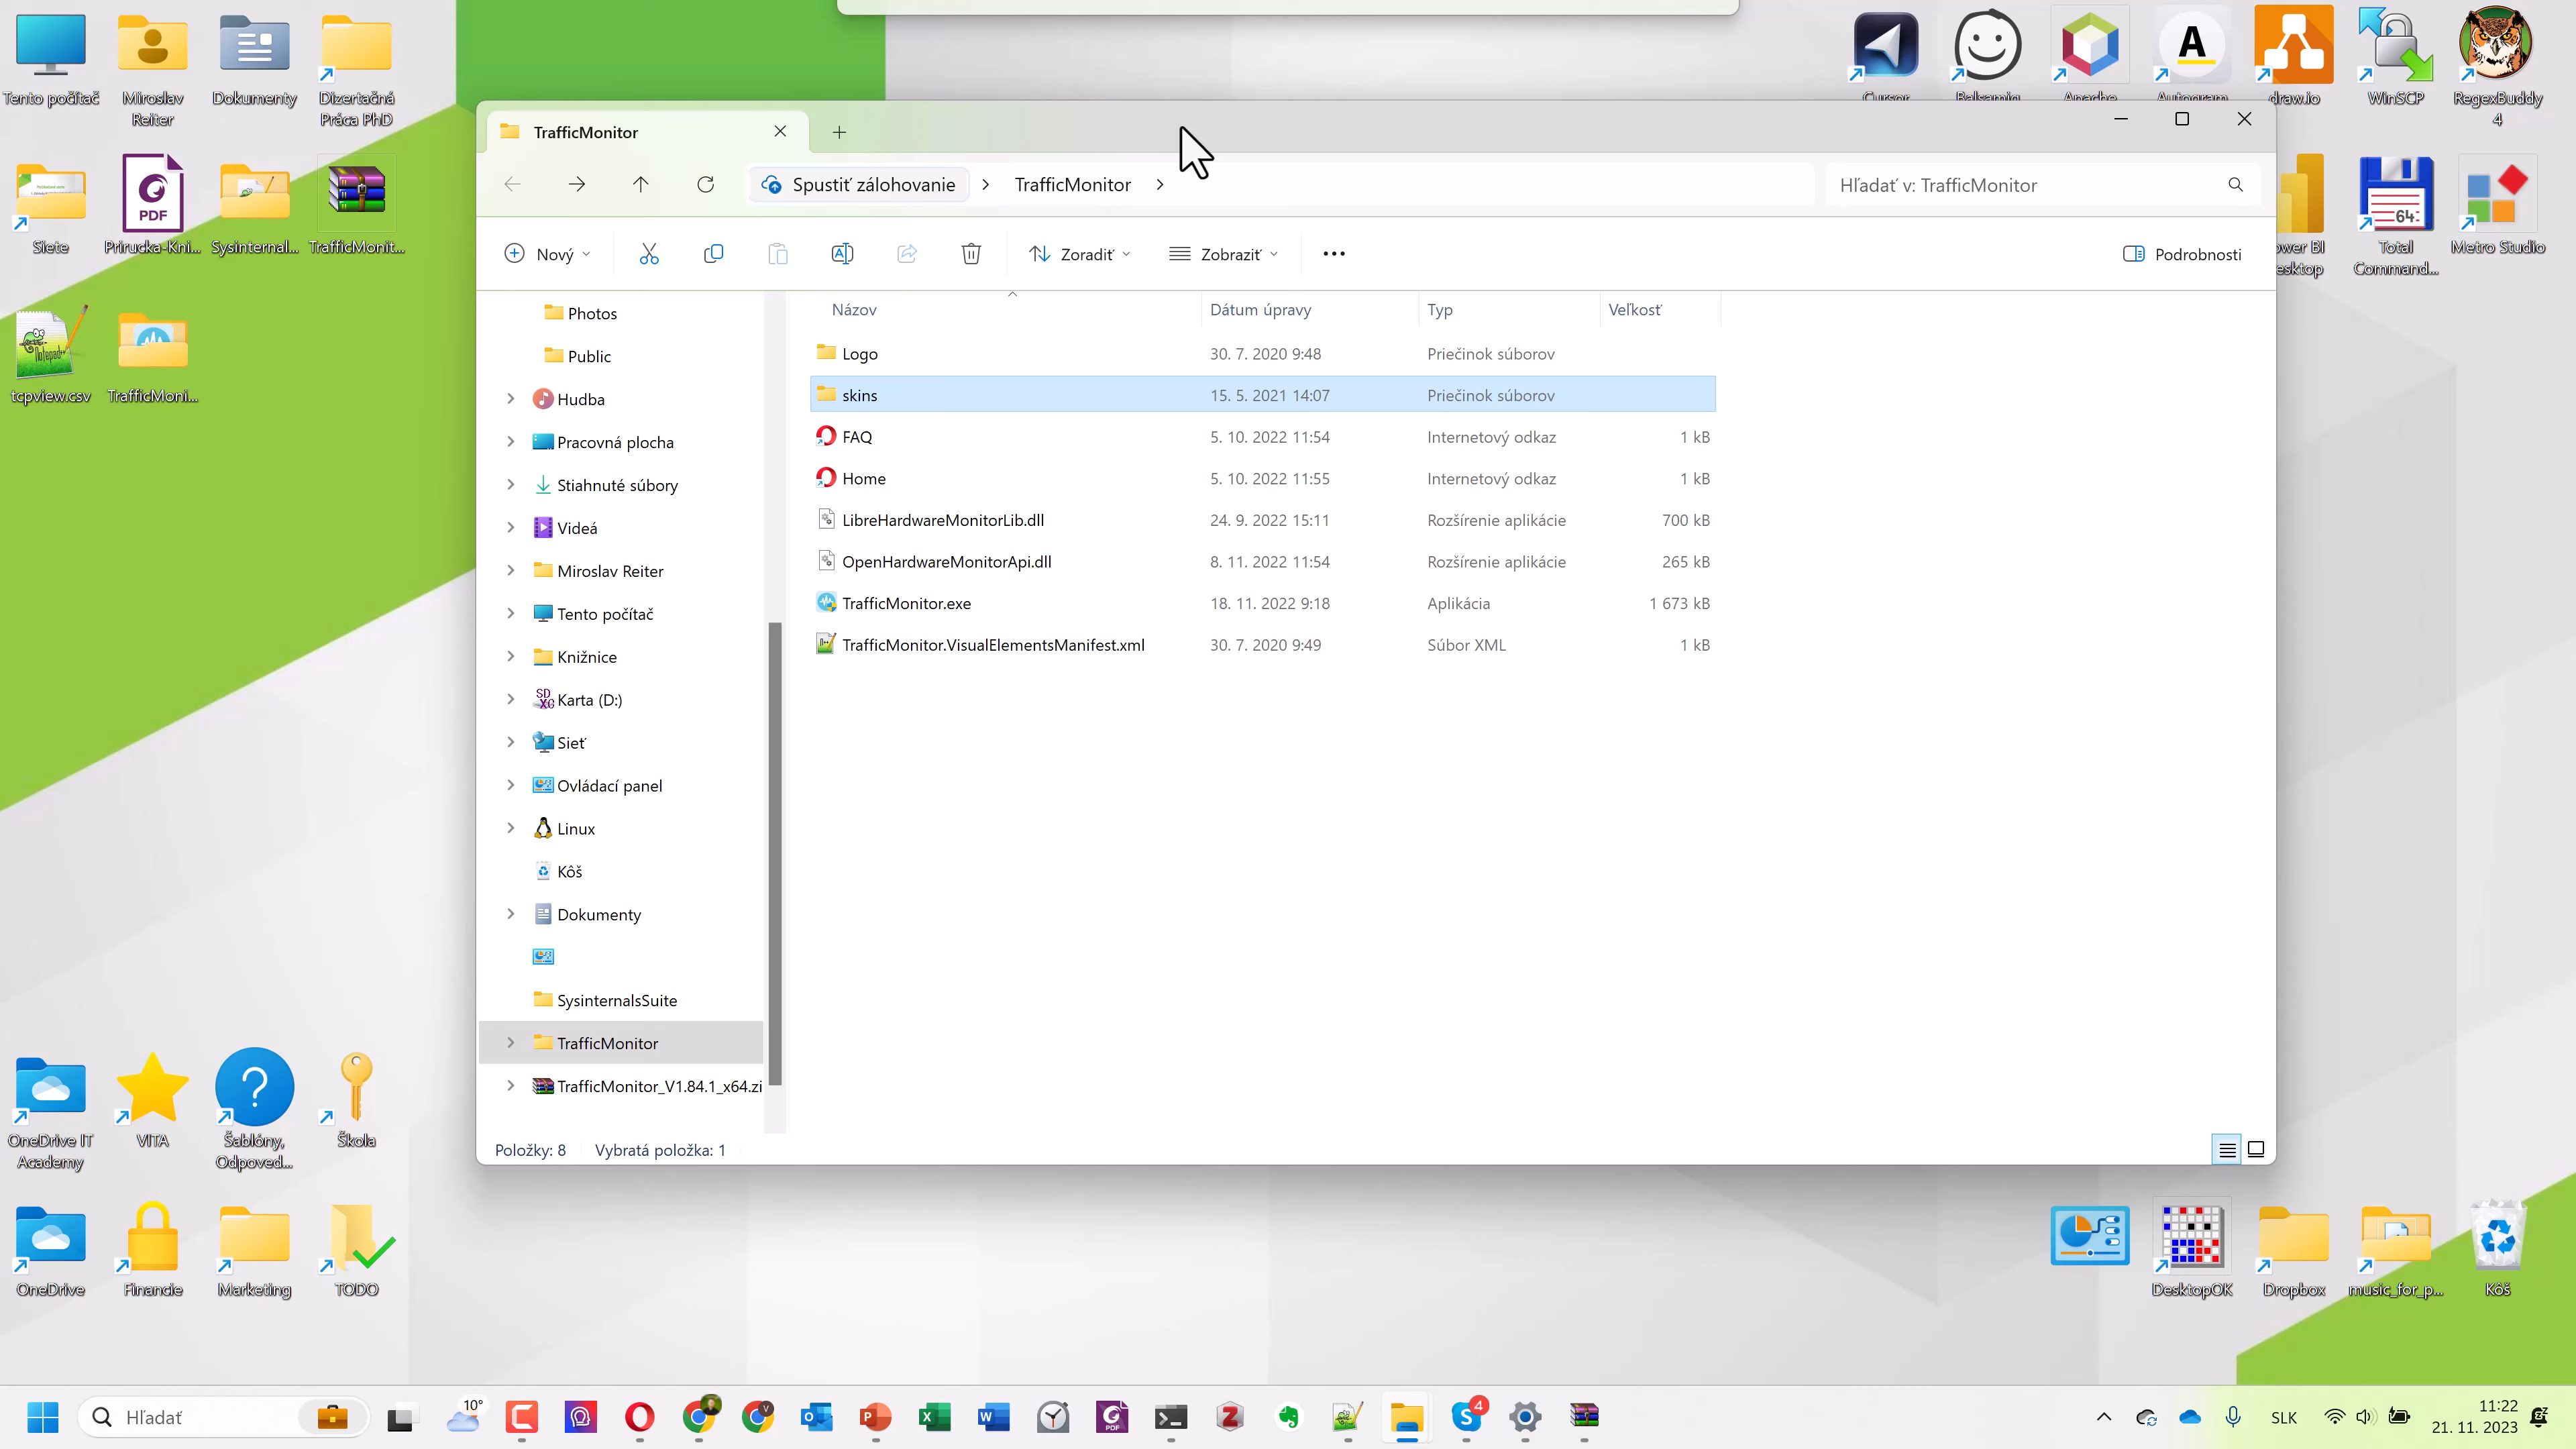 Tento počítač
Miroslav
Reiter
Dokumenty
Dizertačná
Práca PhD
Cursor
Balsamiq
Apache
Autogram
draw.io
WinSCP
RegexBuddy
4
Siete
Prirucka-Kni...
Sysinternal...
TrafficMonit...
ower BI
esktop
Total
Command...
Metro Studio
tcpview.csv
TrafficMoni...
TrafficMonitor
Spustiť zálohovanie
TrafficMonitor
Hľadať v: TrafficMonitor
Nový
Zoradiť
Zobraziť
Podrobnosti
Photos
Public
Hudba
Pracovná plocha
Stiahnuté súbory
Videá
Miroslav Reiter
Tento počítač
Knižnice
Karta (D:)
Sieť
Ovládací panel
Linux
Kôš
Dokumenty
SysinternalsSuite
TrafficMonitor
TrafficMonitor_V1.84.1_x64.zi
Názov Dátum úpravy Typ Veľkosť
Logo 30. 7. 2020 9:48 Priečinok súborov
skins 15. 5. 2021 14:07 Priečinok súborov
FAQ 5. 10. 2022 11:54 Internetový odkaz 1 kB
Home 5. 10. 2022 11:55 Internetový odkaz 1 kB
LibreHardwareMonitorLib.dll 24. 9. 2022 15:11 Rozšírenie aplikácie 700 kB
OpenHardwareMonitorApi.dll 8. 11. 2022 11:54 Rozšírenie aplikácie 265 kB
TrafficMonitor.exe 18. 11. 2022 9:18 Aplikácia 1 673 kB
TrafficMonitor.VisualElementsManifest.xml 30. 7. 2020 9:49 Súbor XML 1 kB
Položky: 8 Vybratá položka: 1
OneDrive IT
Academy
VITA
Šablóny,
Odpoved...
Škola
OneDrive
Financie
Marketing
TODO
DesktopOK
Dropbox
music_for_p...
Kôš
Hľadať
10°
4
SLK
11:22
21. 11. 2023